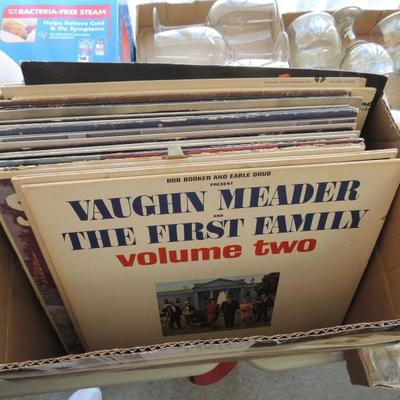 BACTERIA-FREE STEAM
Helps Relieve Cold
& Flu Symptoms
BOB BOOKER AND EARLE DOUD
PRESENT
VAUGHN MEADER
AND
THE FIRST FAMILY
volume two